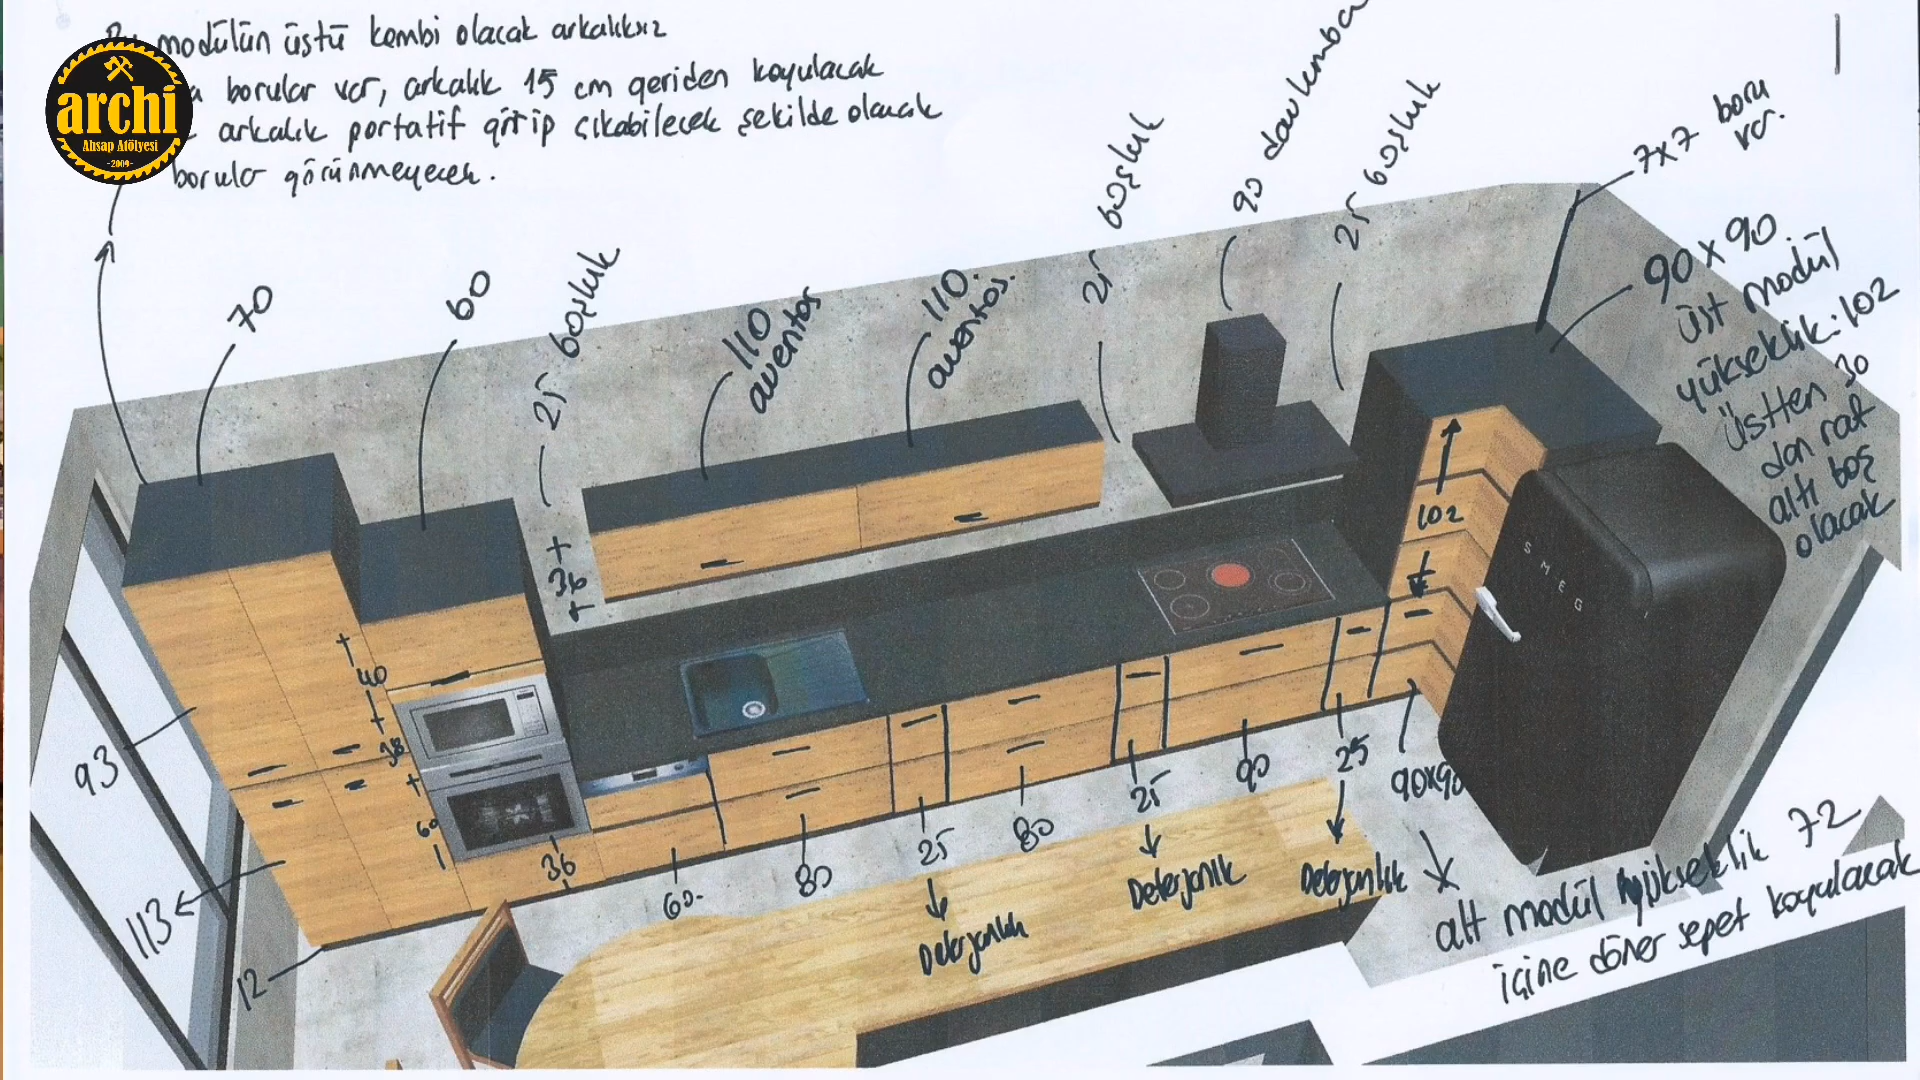 modülün üstü kombi olacak arkalıksız
borular var, arkalık 15 cm geriden koyulacak
arkalık portatif girip çıkabilecek şekilde olacak
borular görünmeyecek.
archi
Ahşap Atölyesi
-2009-
70
60
25 boşluk
110 aventos
110. aventos.
25 boşluk
90 davlumbaz
25 boşluk
7x7 boru var.
90 x 90
üst modül
yükseklik: 102
üstten 30
dan raf
altı boş
olacak
36
102
SMEG
40
38
60
93
113
12
36
60.
80
25
Deterjanlık
80
25
Deterjanlık
90
25
Deterjanlık
90x90
alt modül yükseklik 72
içine döner sepet koyulacak